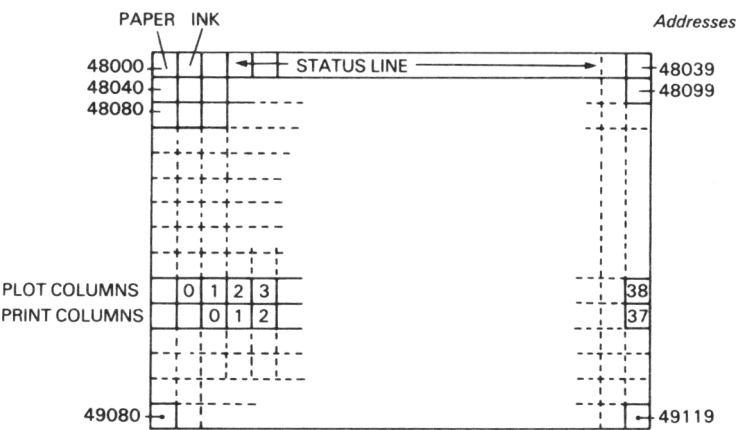 PAPER INK Addresses
48000 STATUS LINE 48039
48040 48099
48080
PLOT COLUMNS 0 1 2 3 38
PRINT COLUMNS 0 1 2 37
49080 49119